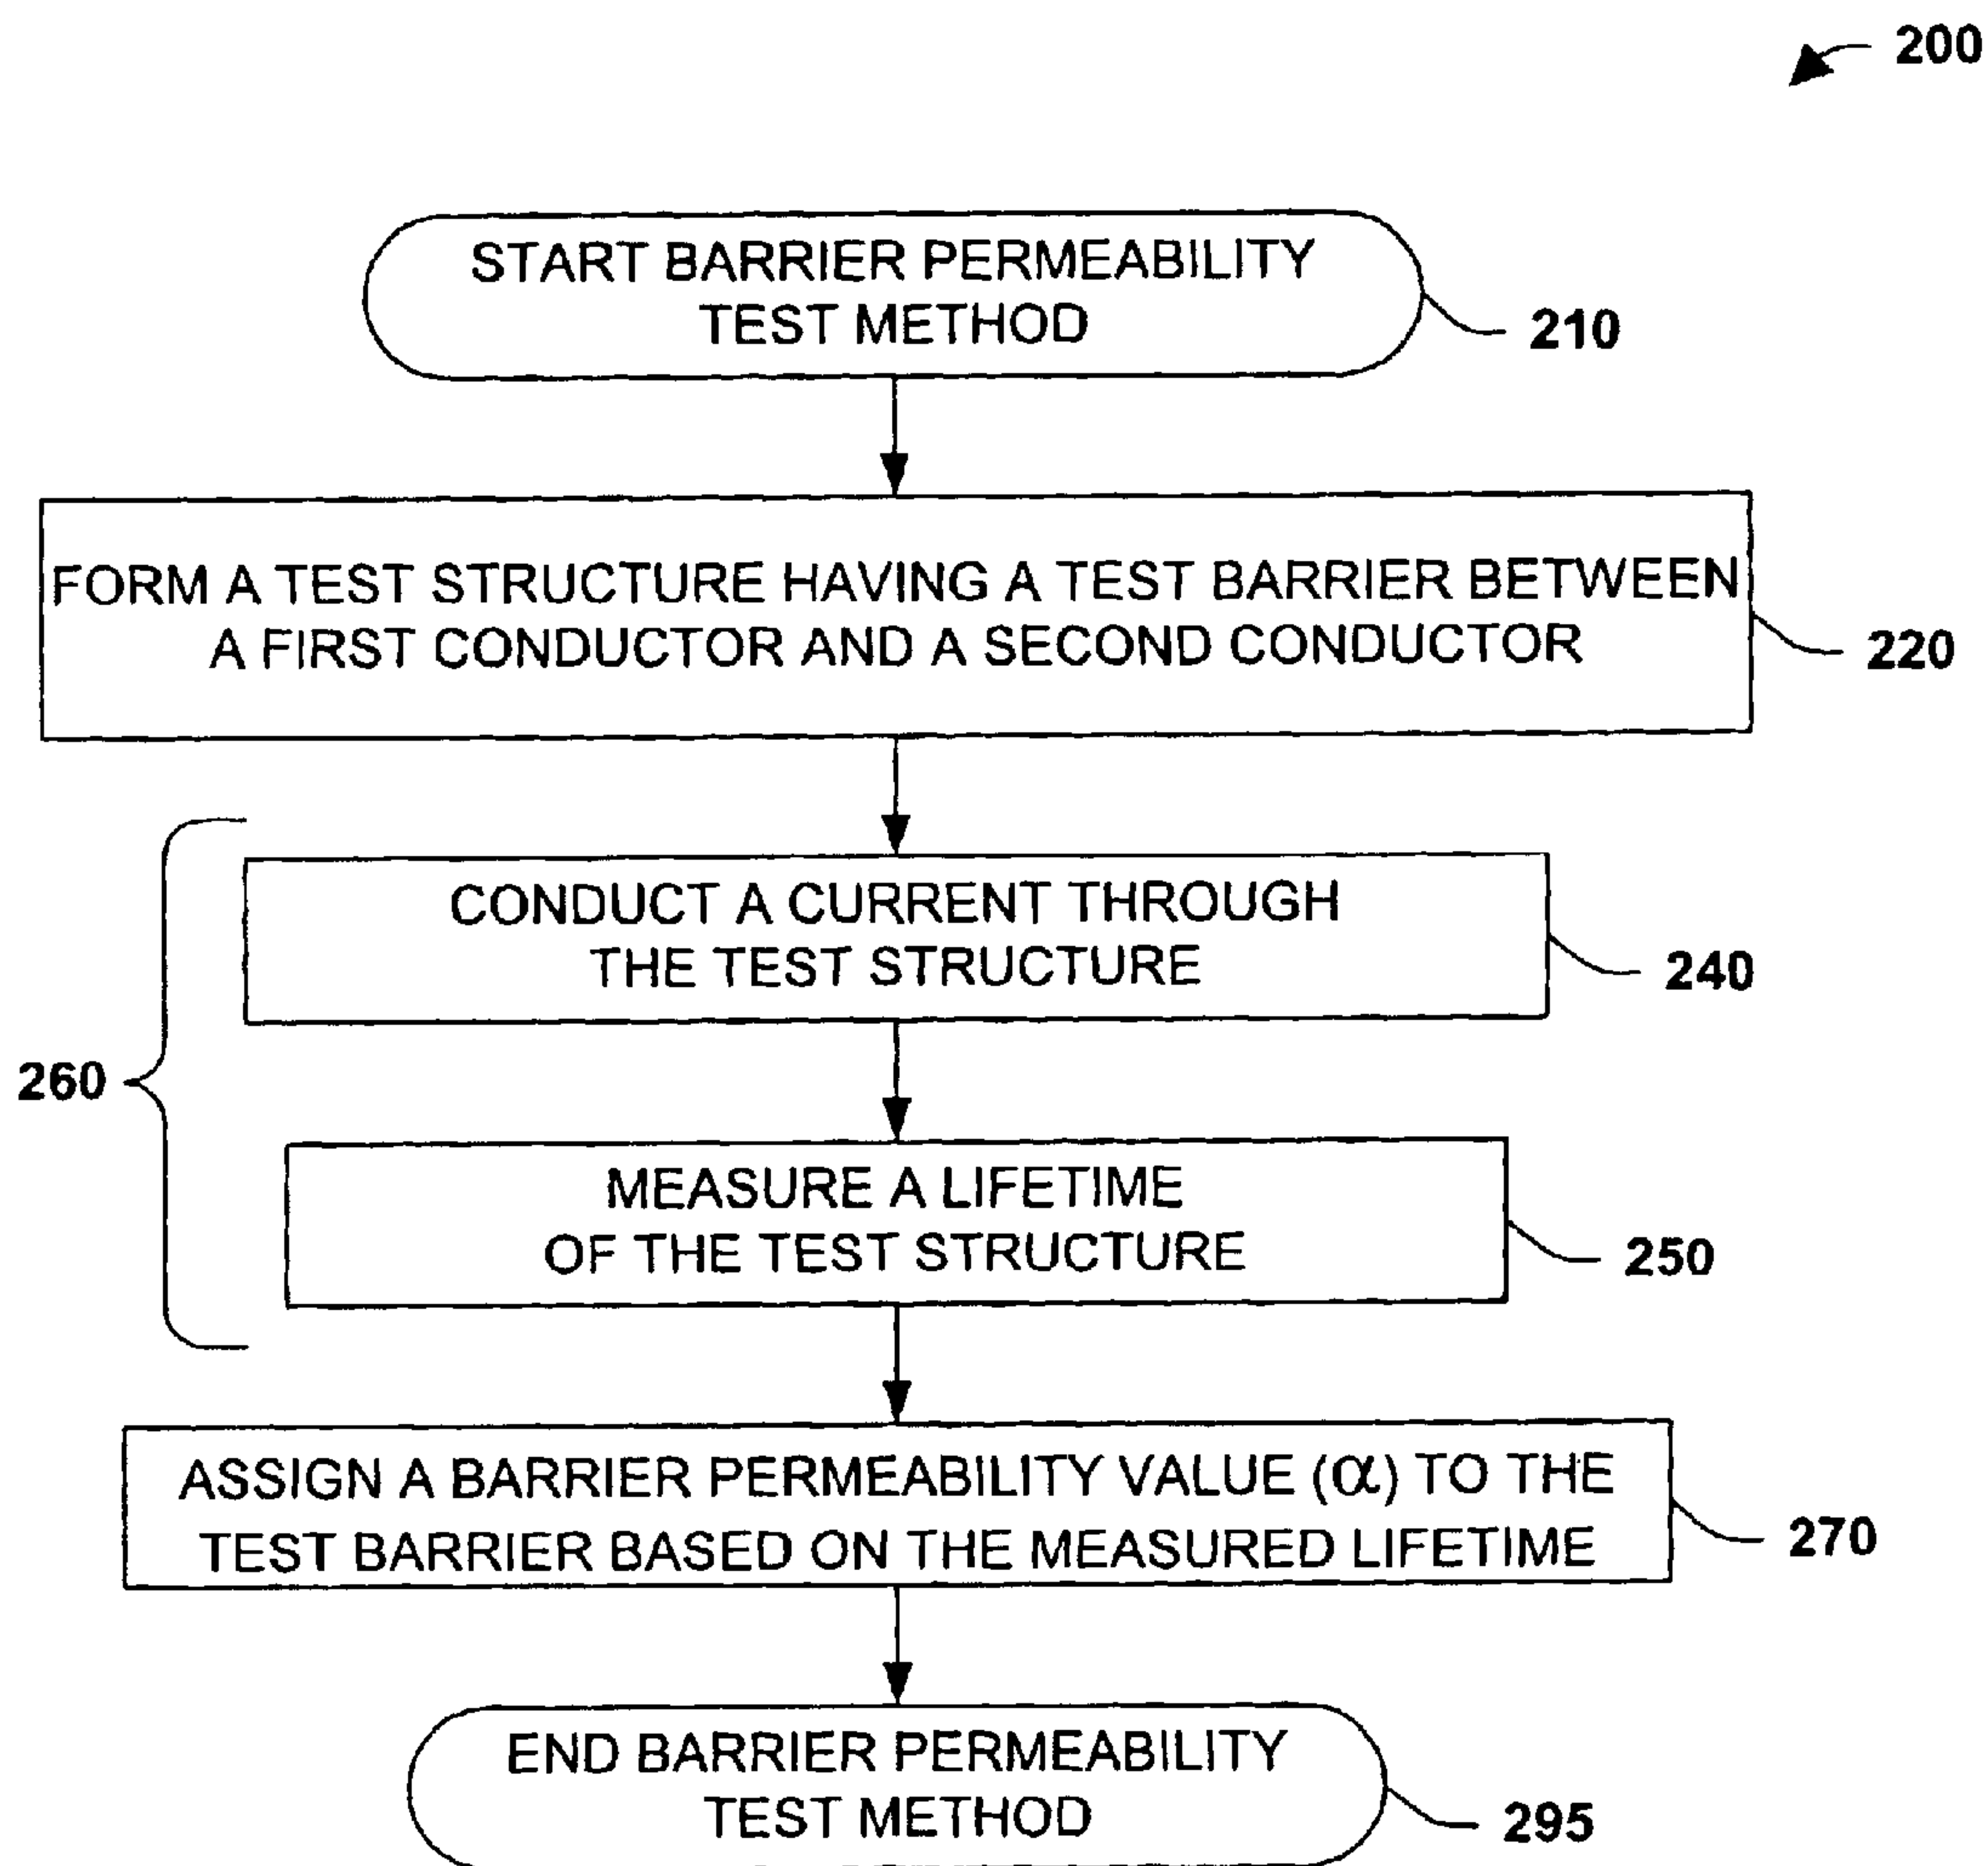 200
START BARRIER PERMEABILITY
TEST METHOD
210
FORM A TEST STRUCTURE HAVING A TEST BARRIER BETWEEN
A FIRST CONDUCTOR AND A SECOND CONDUCTOR
220
CONDUCT A CURRENT THROUGH
THE TEST STRUCTURE
240
260
MEASURE A LIFETIME
OF THE TEST STRUCTURE
250
ASSIGN A BARRIER PERMEABILITY VALUE (α) TO THE
TEST BARRIER BASED ON THE MEASURED LIFETIME
270
END BARRIER PERMEABILITY
TEST METHOD
295